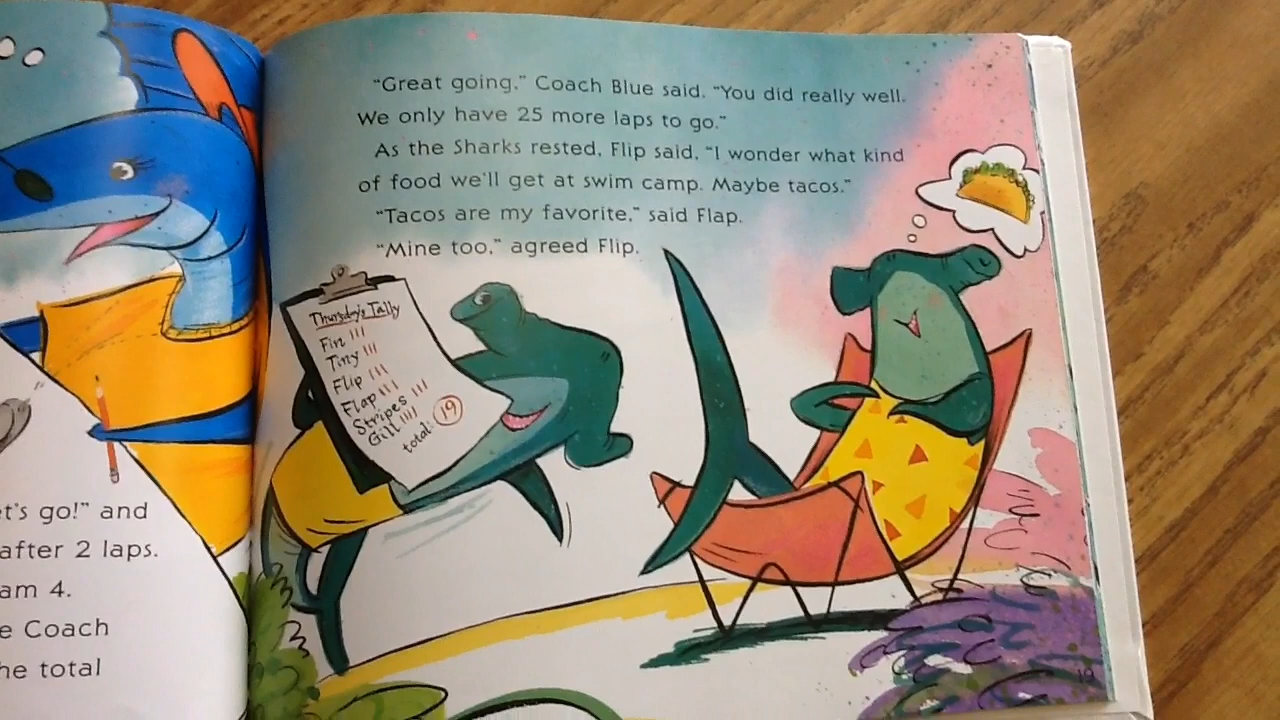 et's go!” and
after 2 laps.
am 4.
e Coach
he total
“Great going,” Coach Blue said. “You did really well.
We only have 25 more laps to go.”
As the Sharks rested, Flip said, “I wonder what kind
of food we'll get at swim camp. Maybe tacos.”
“Tacos are my favorite,” said Flap.
“Mine too,” agreed Flip.
Thursday's Tally
Fin |||
Tiny |||
Flip |||
Flap |||
Stripes |||
Gill ||||
total: 19
19